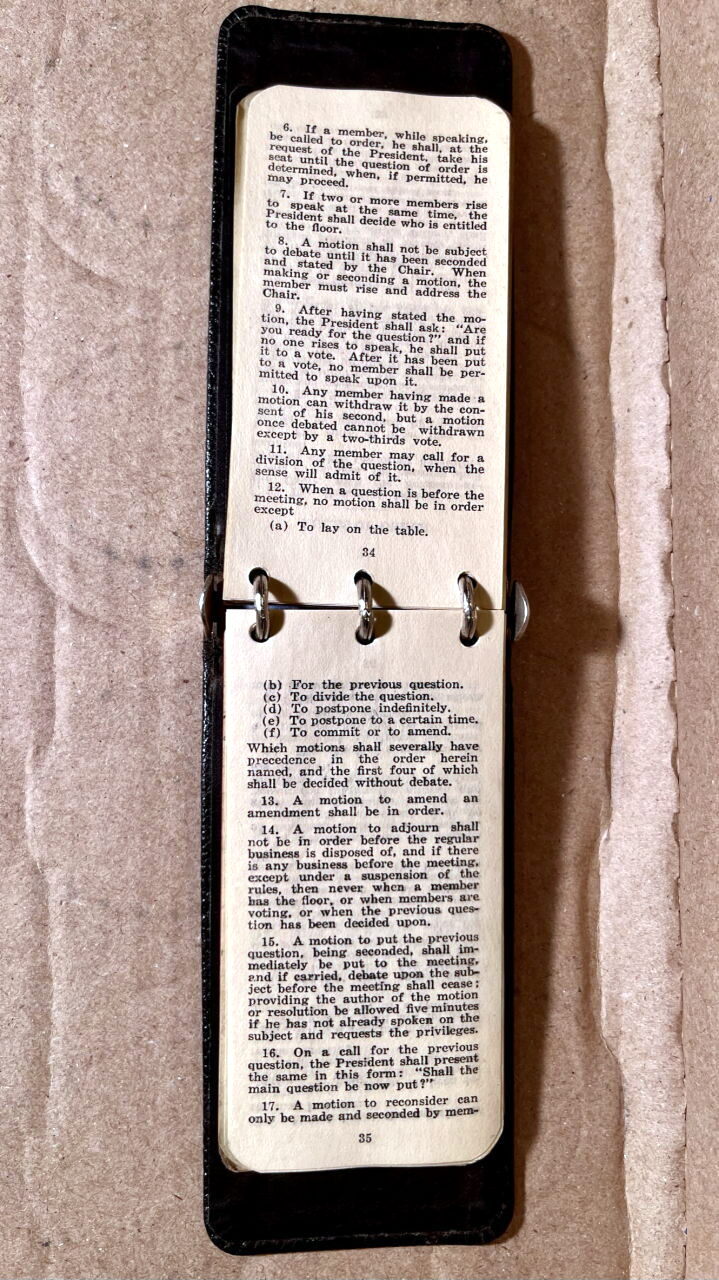 6. If a member, while speaking,
be called to order, he shall, at the
request of the President, take his
seat until the question of order is
determined, when, if permitted, he
may proceed.
7. If two or more members rise
to speak at the same time, the
President shall decide who is entitled
to the floor.
8. A motion shall not be subject
to debate until it has been seconded
and stated by the Chair. When
making or seconding a motion, the
member must rise and address the
Chair.
9. After having stated the mo-
tion, the President shall ask: "Are
you ready for the question?" and if
no one rises to speak, he shall put
it to a vote. After it has been put
to a vote, no member shall be per-
mitted to speak upon it.
10. Any member having made a
motion can withdraw it by the con-
sent of his second, but a motion
once debated cannot be withdrawn
except by a two-thirds vote.
11. Any member may call for a
division of the question, when the
sense will admit of it.
12. When a question is before the
meeting, no motion shall be in order
except
(a) To lay on the table.
34
(b) For the previous question.
(c) To divide the question.
(d) To postpone indefinitely.
(e) To postpone to a certain time.
(f) To commit or to amend.
Which motions shall severally have
precedence in the order herein
named, and the first four of which
shall be decided without debate.
13. A motion to amend an
amendment shall be in order.
14. A motion to adjourn shall
not be in order before the regular
business is disposed of, and if there
is any business before the meeting,
except under a suspension of the
rules, then never when a member
has the floor, or when members are
voting, or when the previous ques-
tion has been decided upon.
15. A motion to put the previous
question, being seconded, shall im-
mediately be put to the meeting,
and if carried, debate upon the sub-
ject before the meeting shall cease;
providing the author of the motion
or resolution be allowed five minutes
if he has not already spoken on the
subject and requests the privileges.
16. On a call for the previous
question, the President shall present
the same in this form: "Shall the
main question be now put?"
17. A motion to reconsider can
only be made and seconded by mem-
35